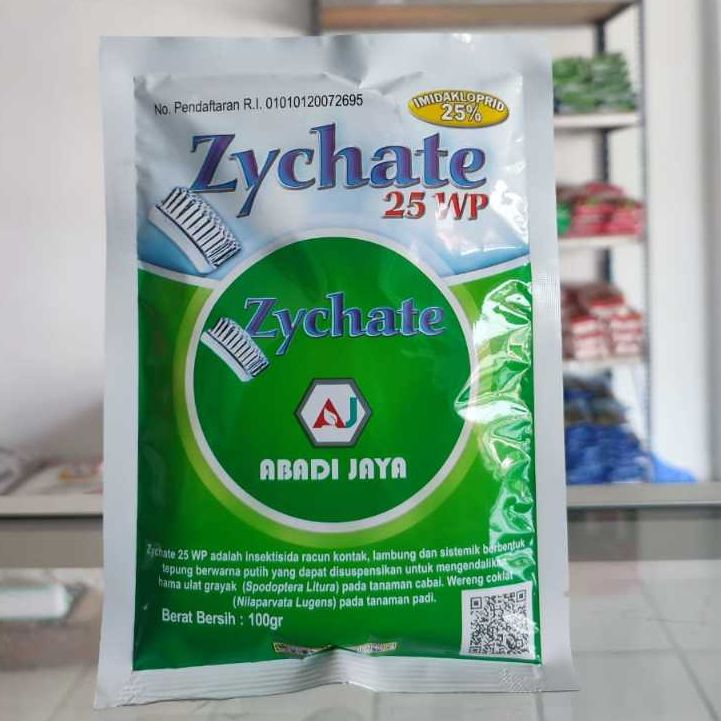 No. Pendaftaran R.I. 01010120072695
IMIDAKLOPRID
25%
Zychate
25 WP
Zychate
AJ
ABADI JAYA
Zychate 25 WP adalah insektisida racun kontak, lambung dan sistemik berbentuk
tepung berwarna putih yang dapat disuspensikan untuk mengendalikan
hama ulat grayak (Spodoptera Litura) pada tanaman cabai. Wereng coklat
(Nilaparvata Lugens) pada tanaman padi.
Berat Bersih : 100gr